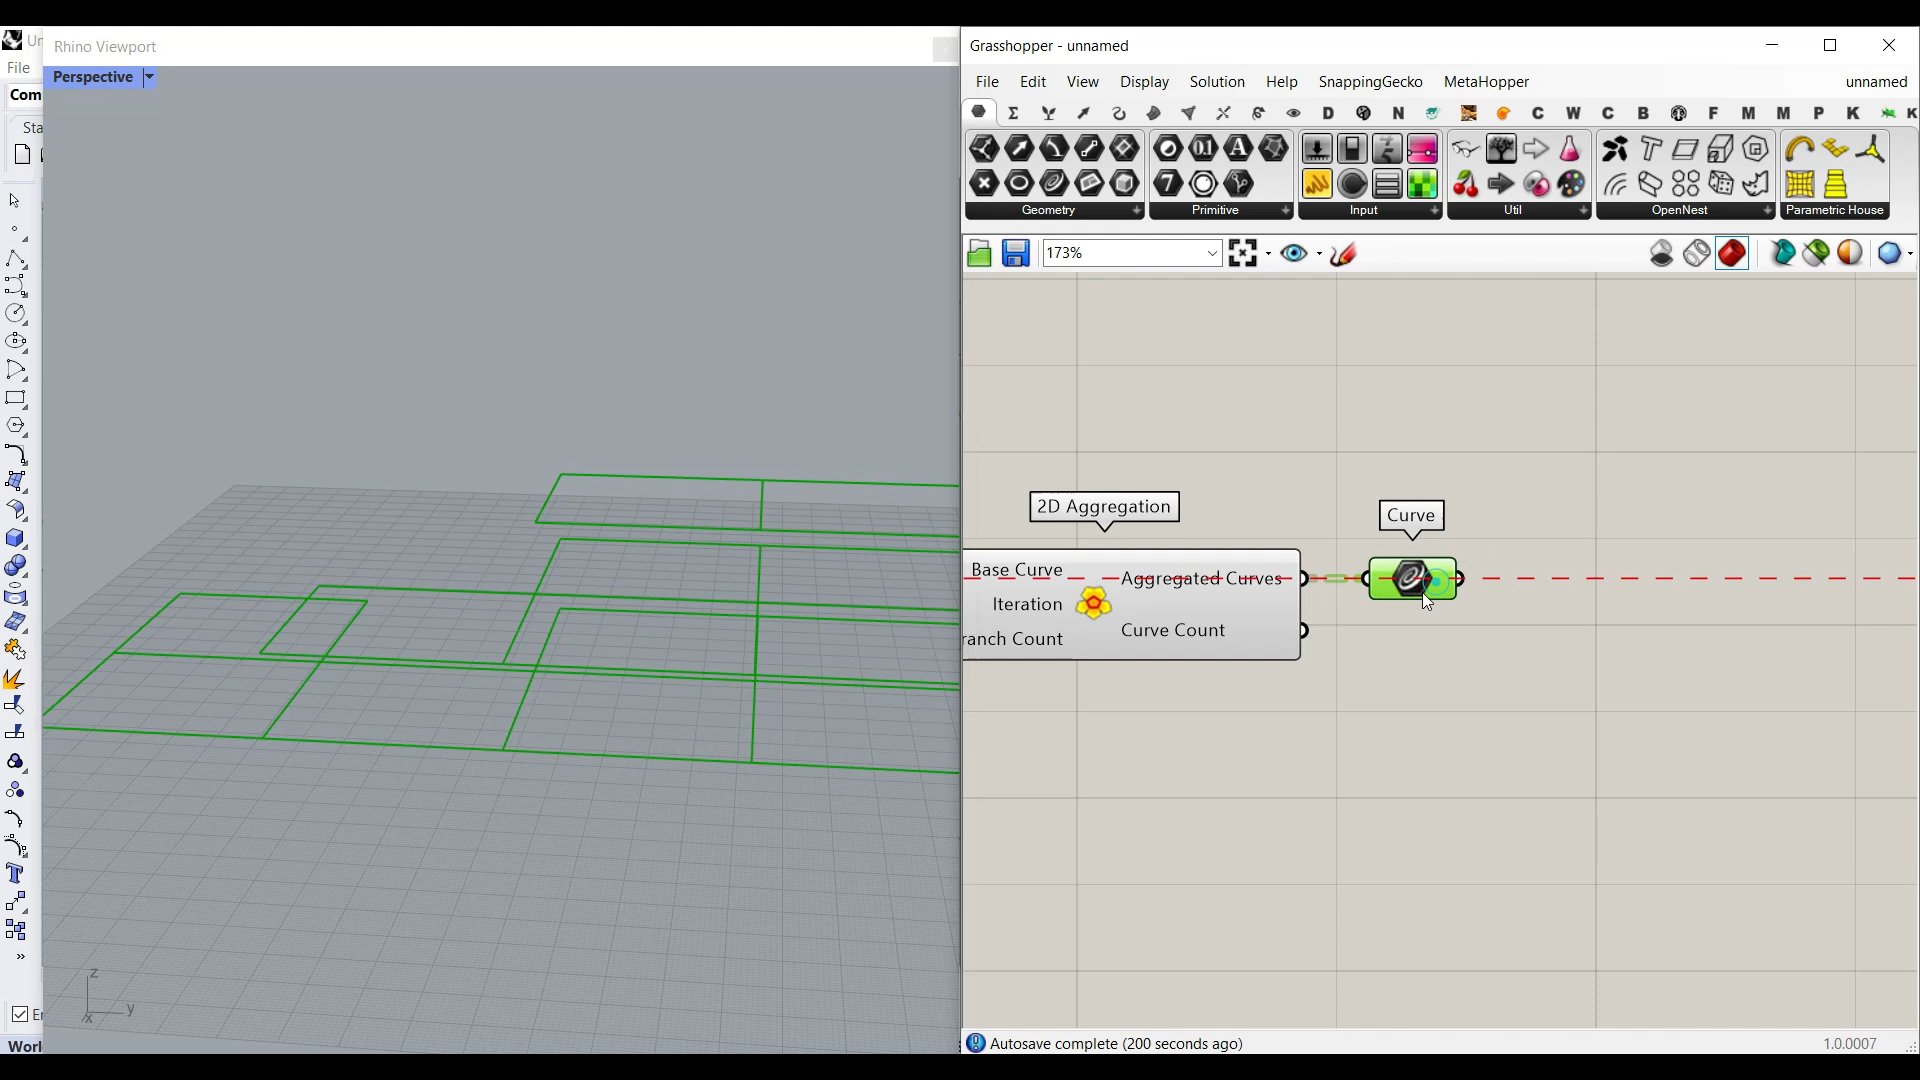 Rhino Viewport
Perspective
File
Com
Sta
Worl
z
y
x
Grasshopper - unnamed
File Edit View Display Solution Help SnappingGecko MetaHopper unnamed
D N C W C B F M M P K K
Geometry Primitive Input Util OpenNest Parametric House
173%
2D Aggregation
Curve
Base Curve
Iteration
ranch Count
Aggregated Curves
Curve Count
Autosave complete (200 seconds ago)
1.0.0007